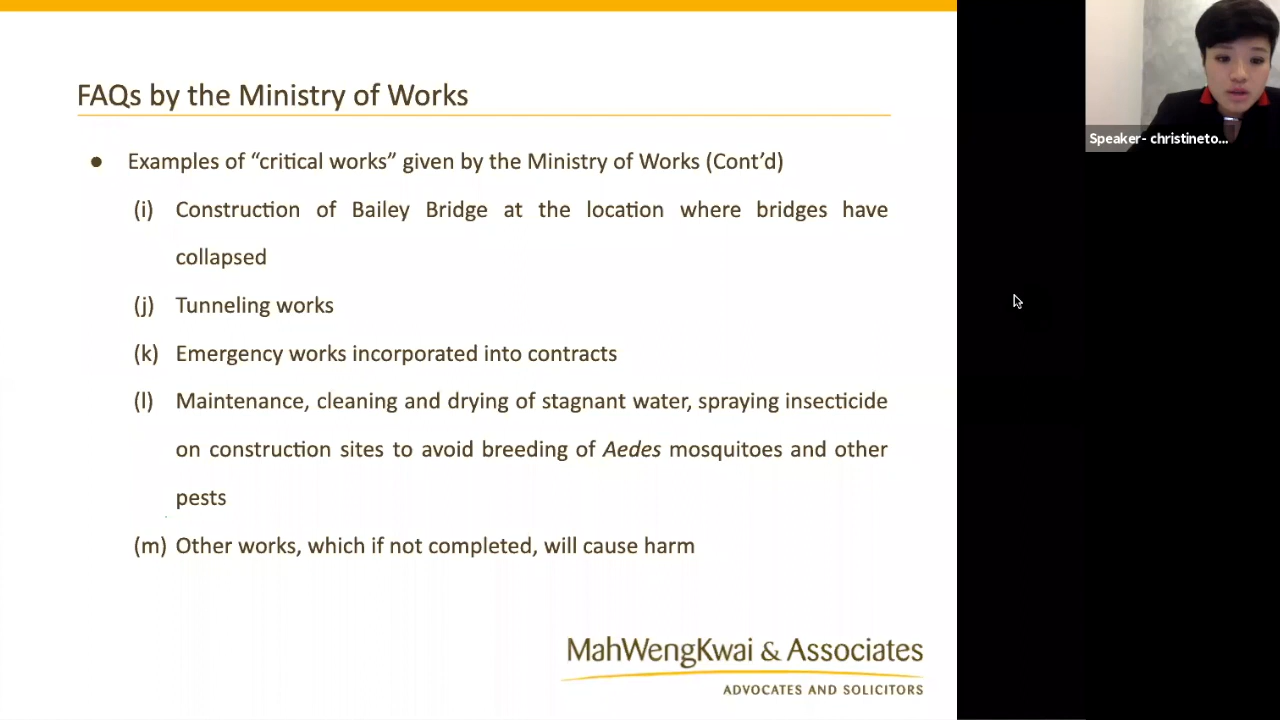 FAQs by the Ministry of Works
● Examples of “critical works” given by the Ministry of Works (Cont’d)
(i) Construction of Bailey Bridge at the location where bridges have
collapsed
(j) Tunneling works
(k) Emergency works incorporated into contracts
(l) Maintenance, cleaning and drying of stagnant water, spraying insecticide
on construction sites to avoid breeding of Aedes mosquitoes and other
pests
(m) Other works, which if not completed, will cause harm
MahWengKwai & Associates
ADVOCATES AND SOLICITORS
Speaker- christineto...